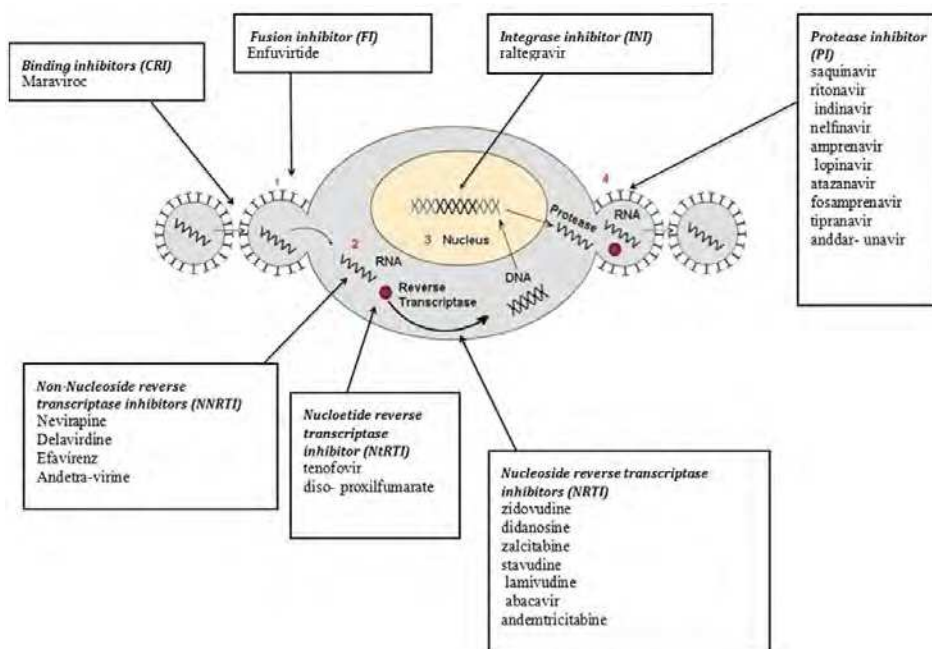 Binding inhibitors (CRI)
Maraviroc
Fusion inhibitor (FI)
Enfuvirtide
Integrase inhibitor (INI)
raltegravir
Protease inhibitor
(PI)
saquinavir
ritonavir
indinavir
nelfinavir
amprenavir
lopinavir
atazanavir
fosamprenavir
tipranavir
anddar- unavir
1
2
RNA
3 Nucleus
Reverse
Transcriptase
DNA
Protease
4
RNA
Non-Nucleoside reverse
transcriptase inhibitors (NNRTI)
Nevirapine
Delavirdine
Efavirenz
Andetra-virine
Nucloetide reverse
transcriptase
inhibitor (NtRTI)
tenofovir
diso- proxilfumarate
Nucleoside reverse transcriptase
inhibitors (NRTI)
zidovudine
didanosine
zalcitabine
stavudine
lamivudine
abacavir
andemtricitabine